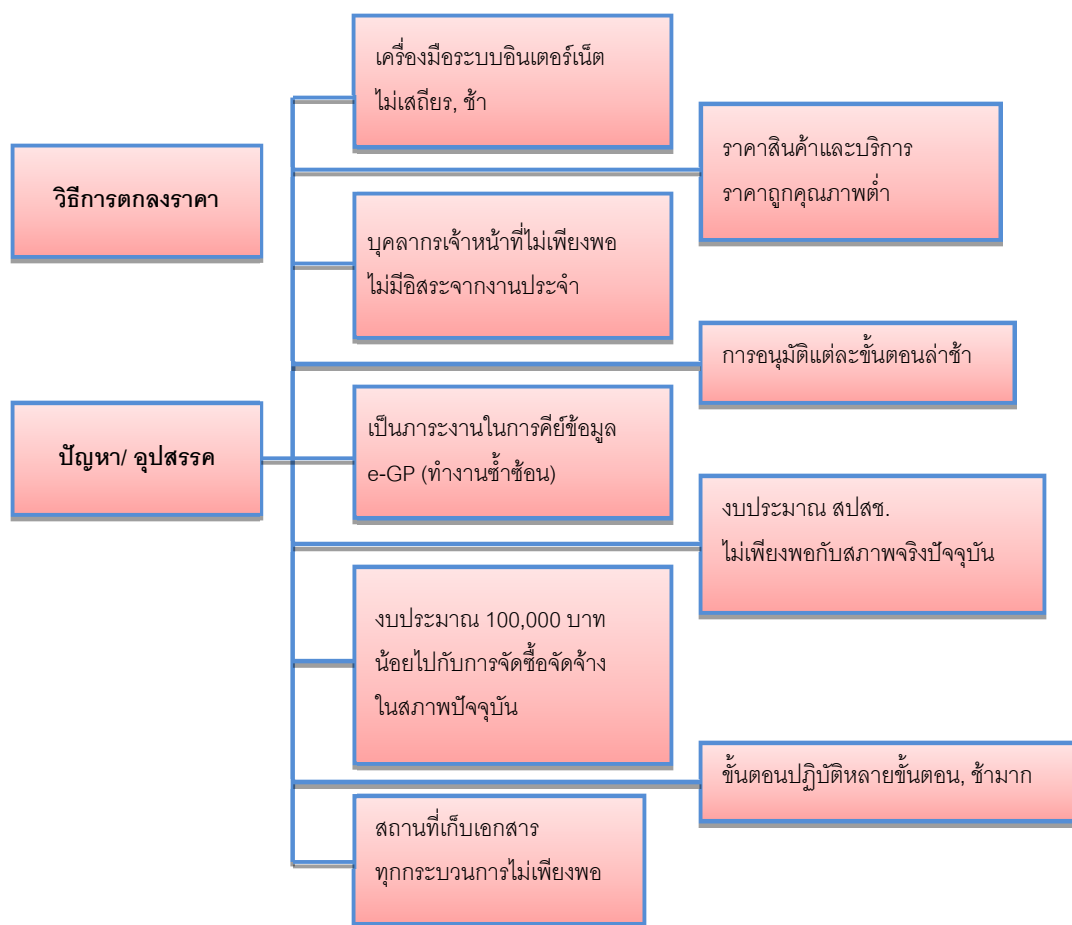 เครื่องมือระบบอินเตอร์เน็ต
ไม่เสถียร, ช้า
ราคาสินค้าและบริการ
ราคาถูกคุณภาพต่ำ
วิธีการตกลงราคา
บุคลากรเจ้าหน้าที่ไม่เพียงพอ
ไม่มีอิสระจากงานประจำ
การอนุมัติแต่ละขั้นตอนล่าช้า
ปัญหา/ อุปสรรค
เป็นภาระงานในการคีย์ข้อมูล
e-GP (ทำงานซ้ำซ้อน)
งบประมาณ สปสช.
ไม่เพียงพอกับสภาพจริงปัจจุบัน
งบประมาณ 100,000 บาท
น้อยไปกับการจัดซื้อจัดจ้าง
ในสภาพปัจจุบัน
ขั้นตอนปฏิบัติหลายขั้นตอน, ช้ามาก
สถานที่เก็บเอกสาร
ทุกกระบวนการไม่เพียงพอ